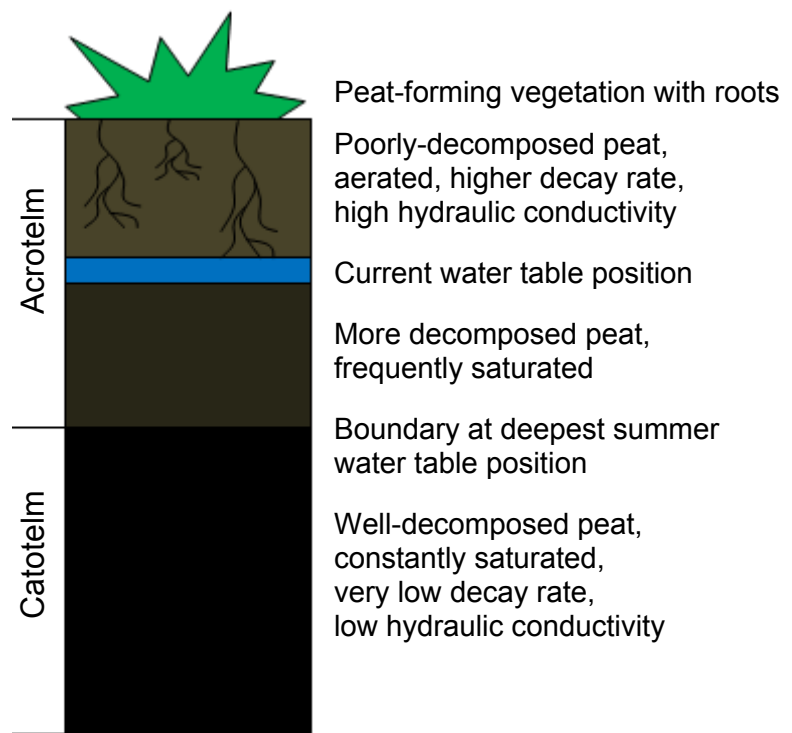 Peat-forming vegetation with roots
Poorly-decomposed peat,
aerated, higher decay rate,
high hydraulic conductivity
Acrotelm
Current water table position
More decomposed peat,
frequently saturated
Boundary at deepest summer
water table position
Catotelm
Well-decomposed peat,
constantly saturated,
very low decay rate,
low hydraulic conductivity